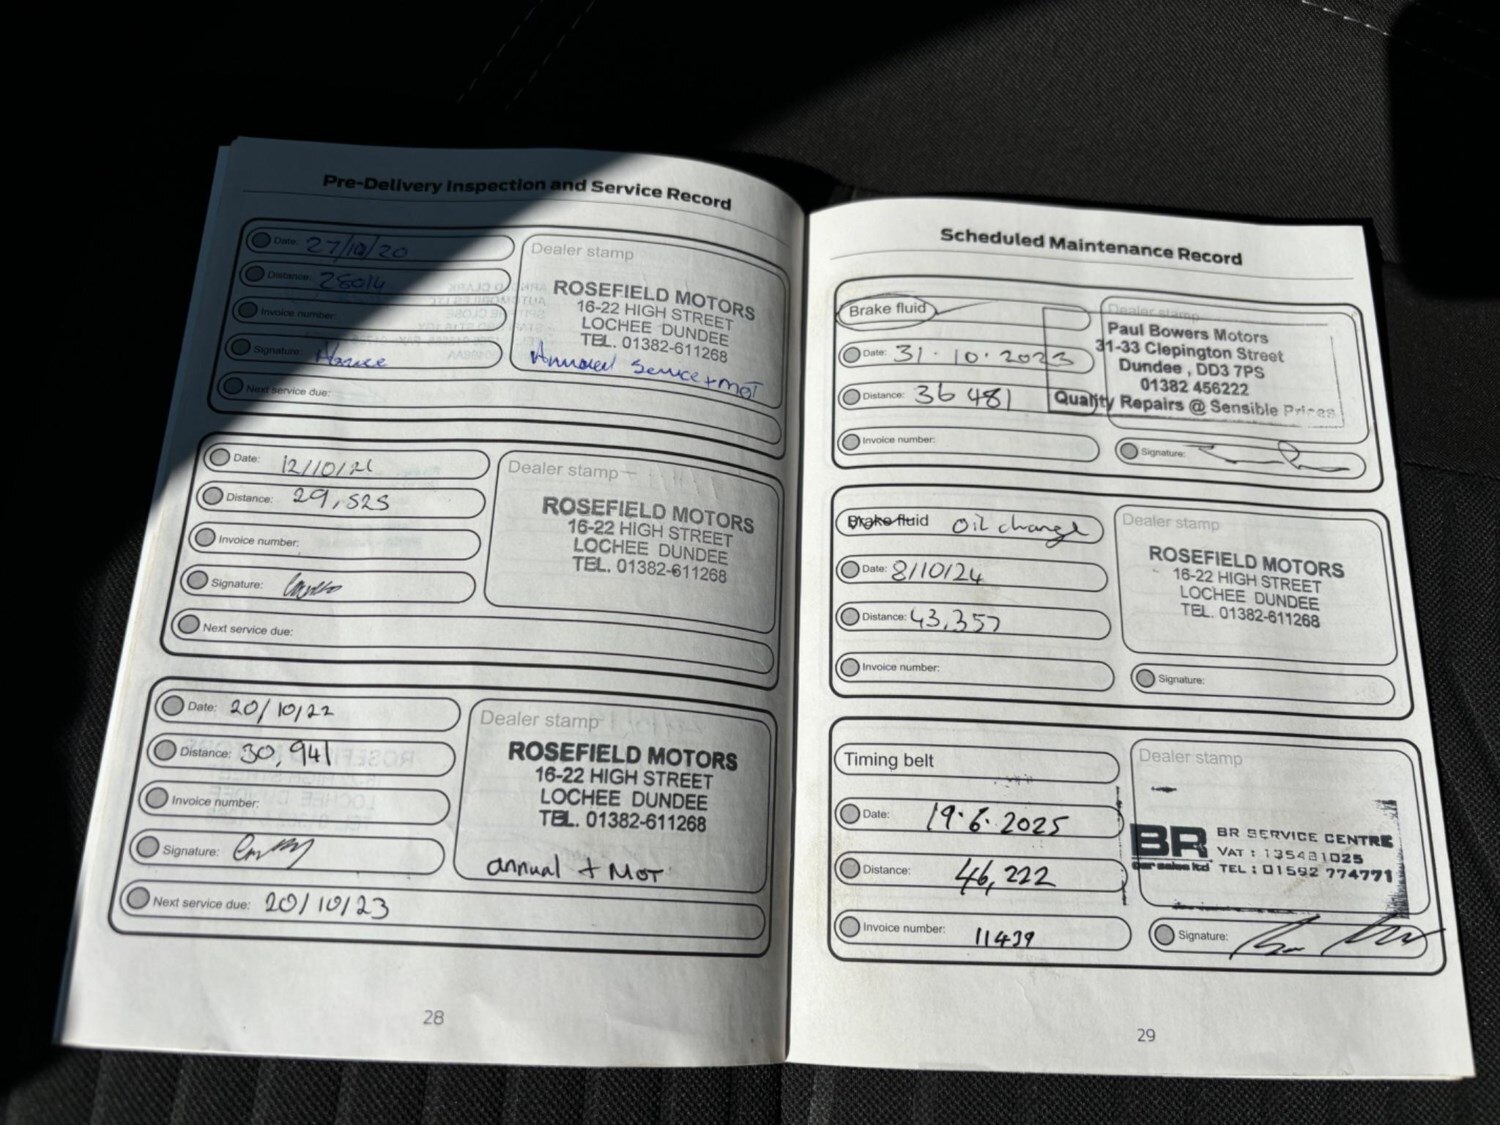 Pre-Delivery Inspection and Service Record
Date: 27/10/20
Distance: 28014
Invoice number:
Signature:
Next service due:
Dealer stamp
ROSEFIELD MOTORS
16-22 HIGH STREET
LOCHEE DUNDEE
TEL. 01382-611268
Annual Service + MOT
Date: 12/10/21
Distance: 29,525
Invoice number:
Signature:
Next service due:
Dealer stamp
ROSEFIELD MOTORS
16-22 HIGH STREET
LOCHEE DUNDEE
TEL. 01382-611268
Date: 20/10/22
Distance: 30,941
Invoice number:
Signature:
Next service due: 20/10/23
Dealer stamp
ROSEFIELD MOTORS
16-22 HIGH STREET
LOCHEE DUNDEE
TEL. 01382-611268
annual + MOT
28
Scheduled Maintenance Record
Brake fluid
Date: 31.10.2023
Distance: 36 481
Invoice number:
Dealer stamp
Paul Bowers Motors
31-33 Clepington Street
Dundee , DD3 7PS
01382 456222
Quality Repairs @ Sensible Prices
Signature:
Brake fluid Oil change
Date: 8/10/24
Distance: 43,357
Invoice number:
Dealer stamp
ROSEFIELD MOTORS
16-22 HIGH STREET
LOCHEE DUNDEE
TEL. 01382-611268
Signature:
Timing belt
Date: 19.6.2025
Distance: 46,222
Invoice number: 11439
Dealer stamp
BR
car sales ltd
BR SERVICE CENTRE
VAT : 135431025
TEL : 01592 774771
Signature:
29